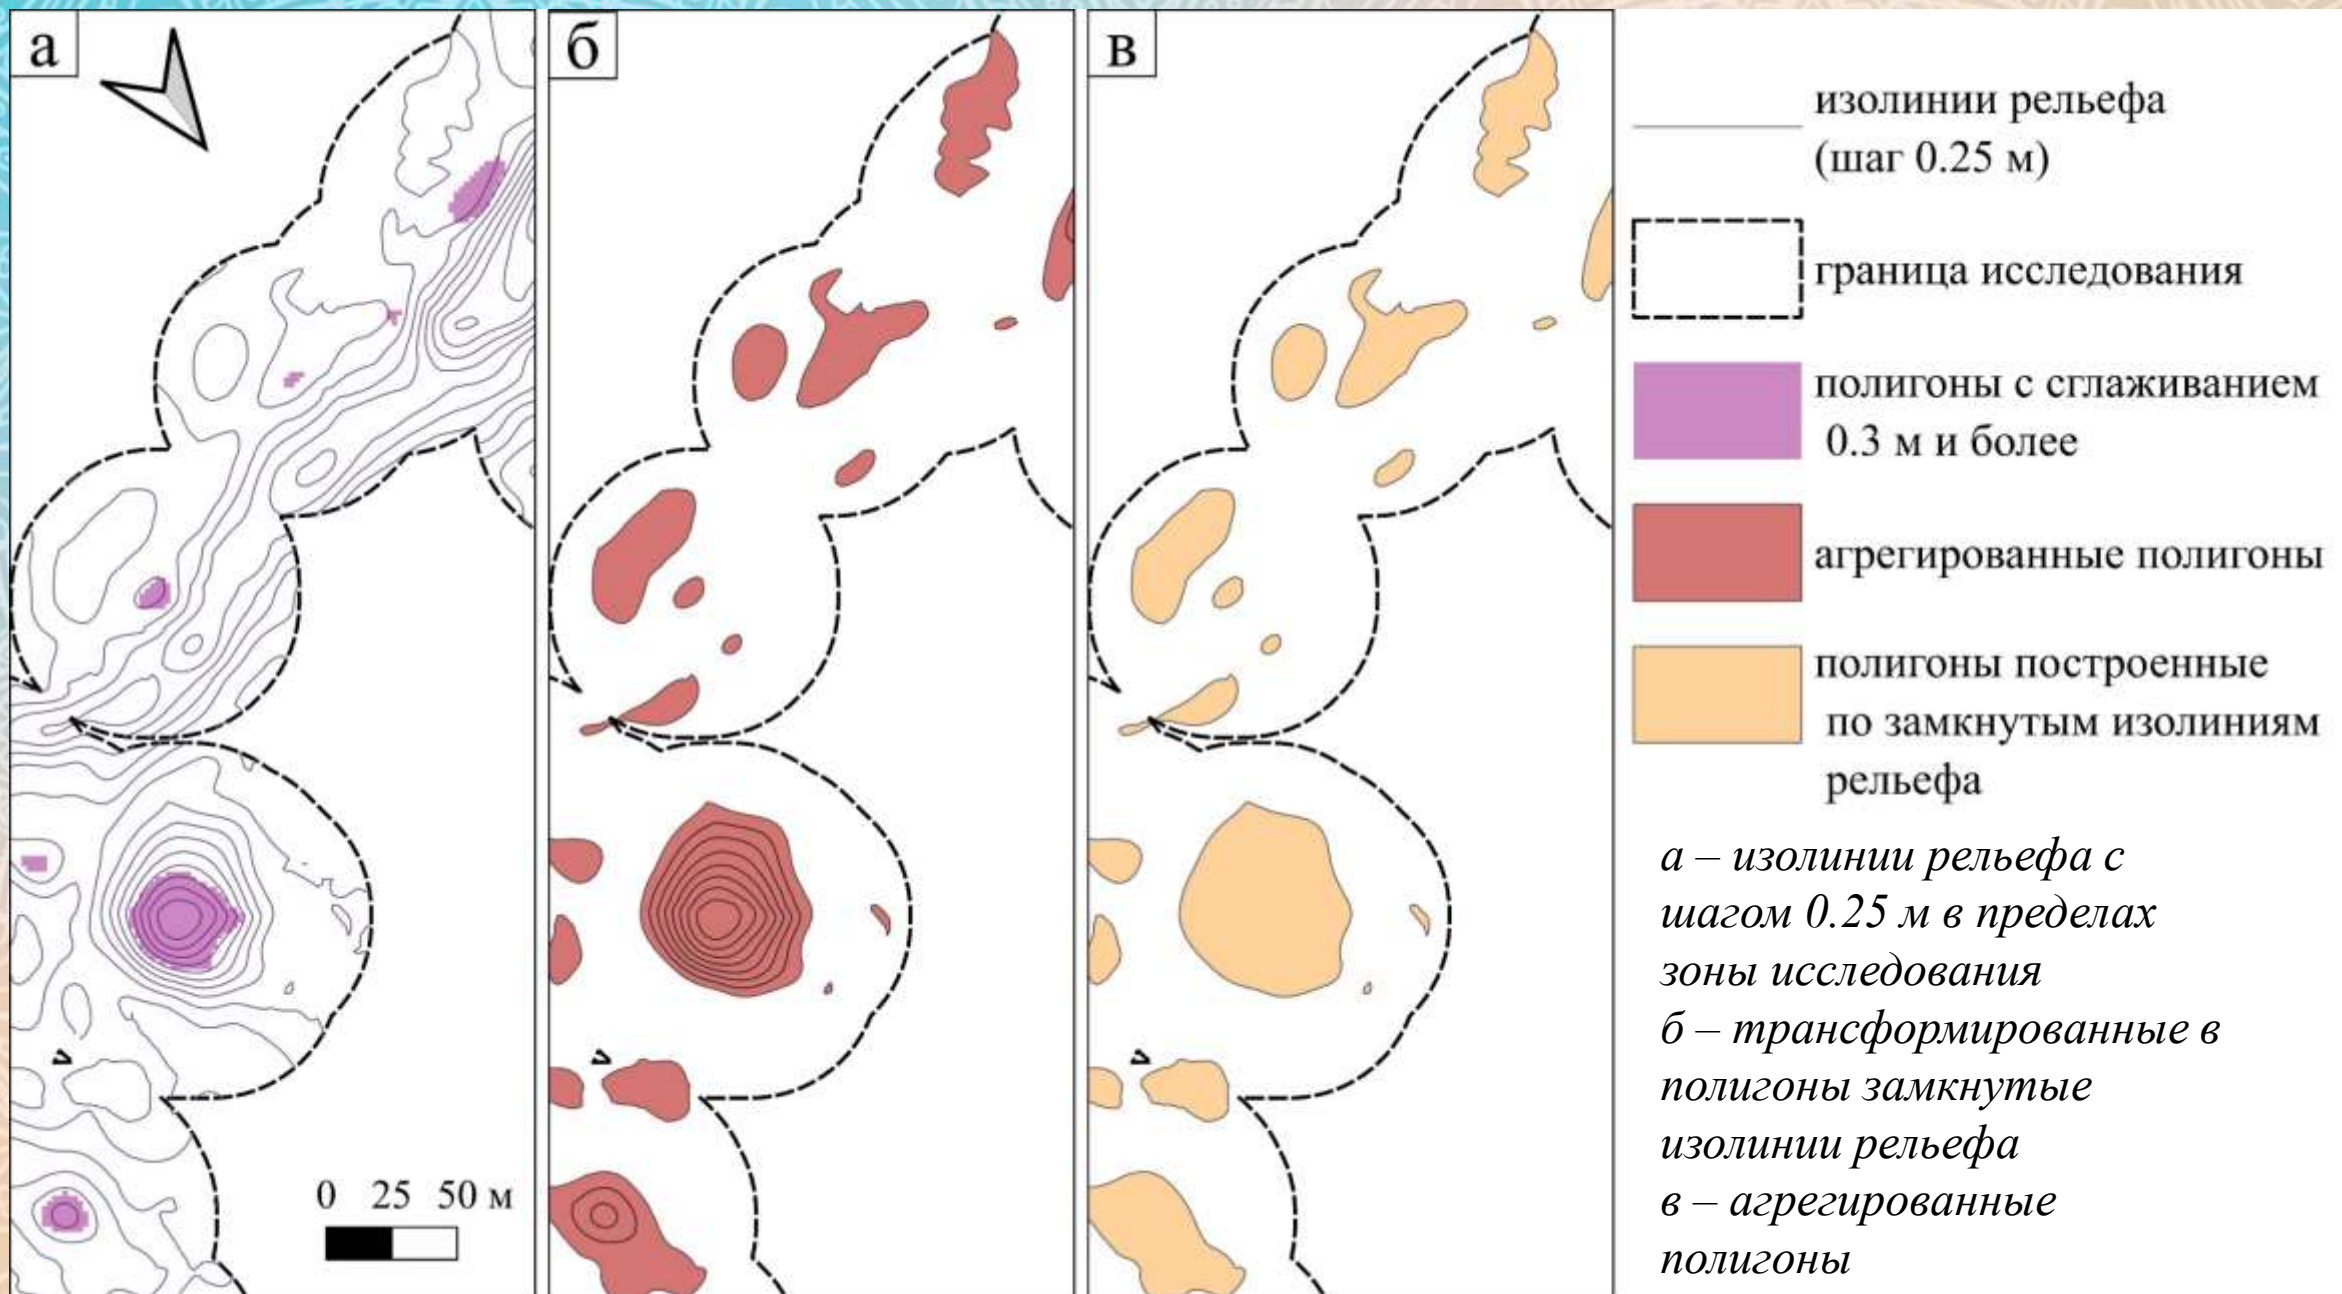 а
б
в
0 25 50 м
изолинии рельефа
(шаг 0.25 м)
граница исследования
полигоны с сглаживанием
0.3 м и более
агрегированные полигоны
полигоны построенные
по замкнутым изолиниям
рельефа
а – изолинии рельефа с
шагом 0.25 м в пределах
зоны исследования
б – трансформированные в
полигоны замкнутые
изолинии рельефа
в – агрегированные
полигоны